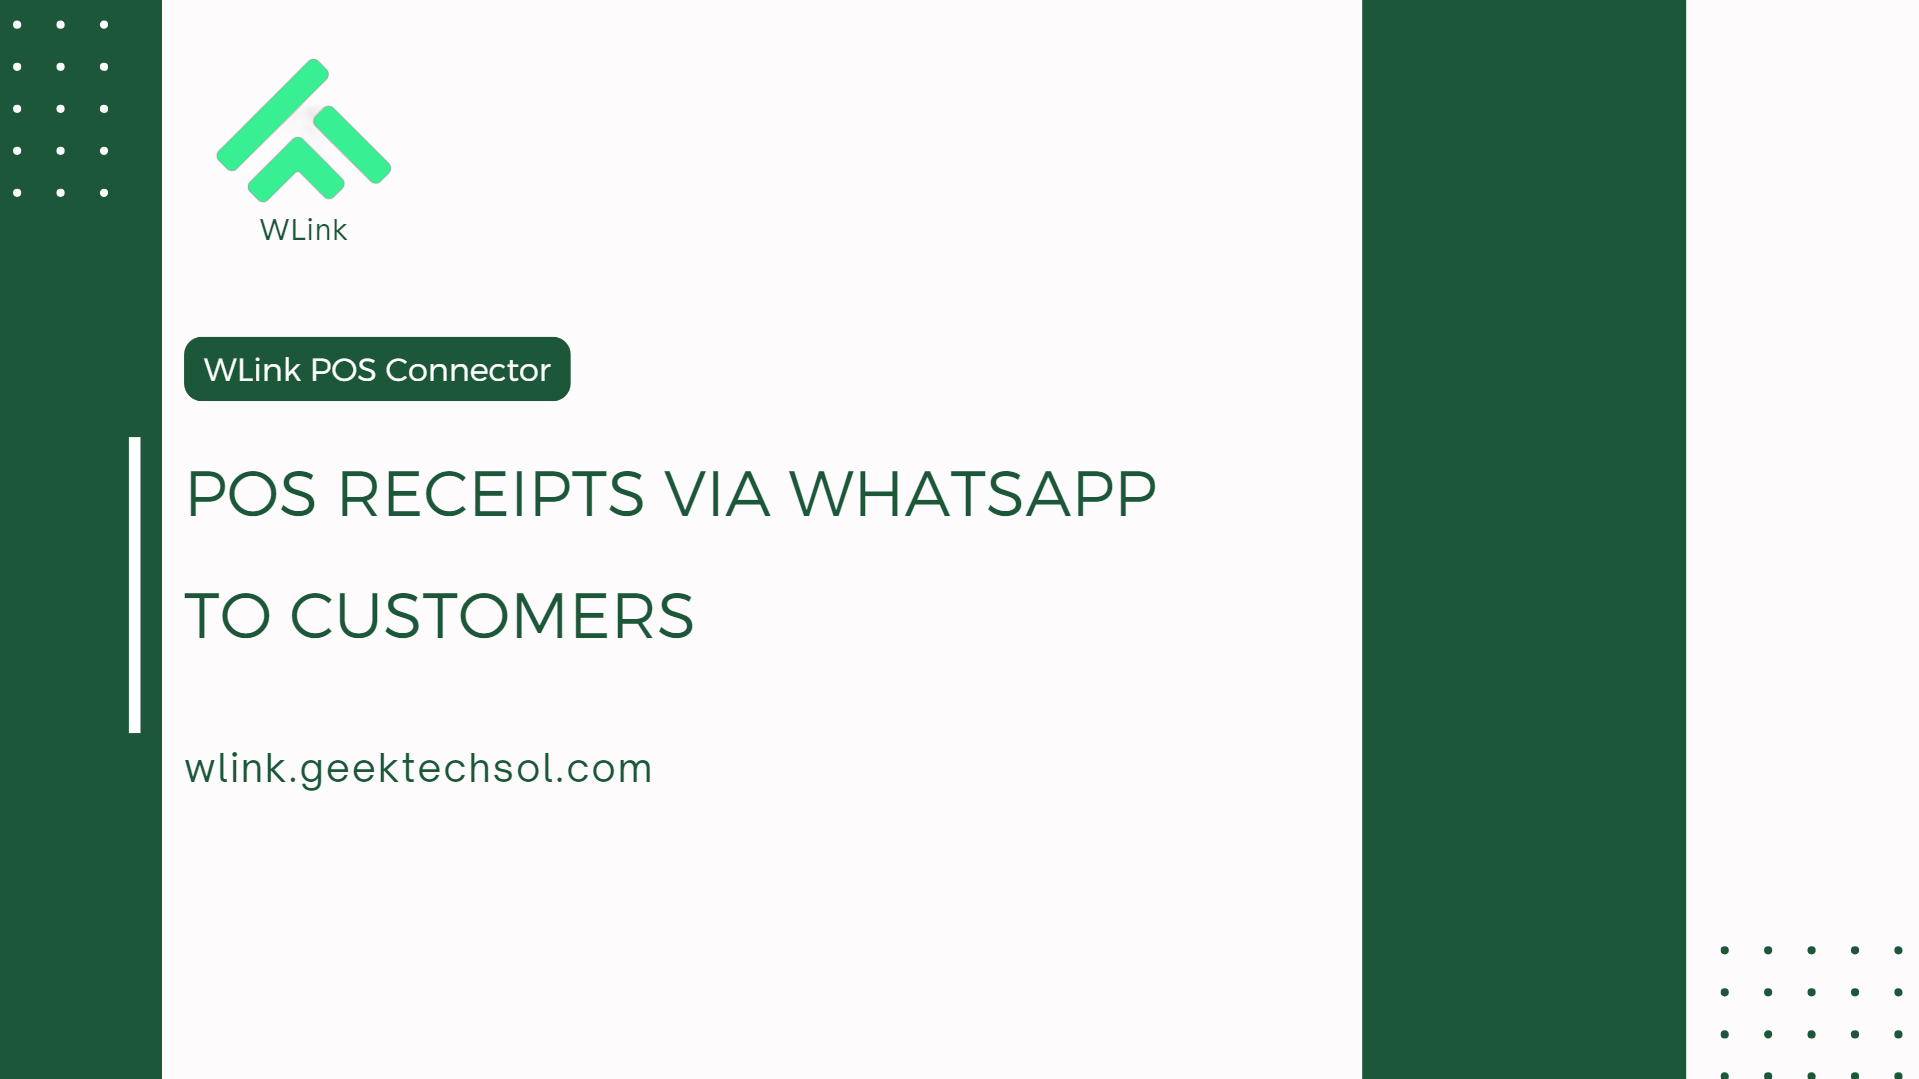 WLink
WLink POS Connector
POS RECEIPTS VIA WHATSAPP
TO CUSTOMERS
wlink.geektechsol.com